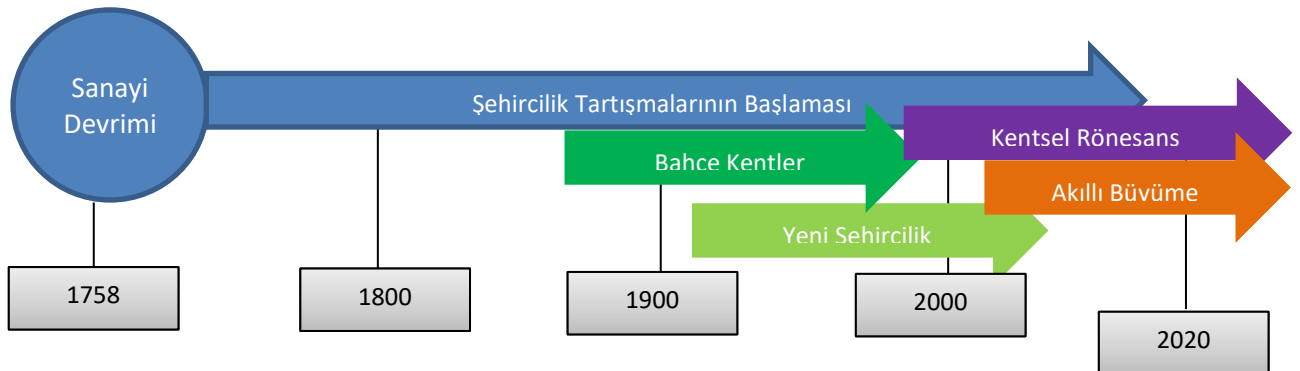 Sanayi
Devrimi
Şehircilik Tartışmalarının Başlaması
Kentsel Rönesans
Bahce Kentler
Akıllı Büvüme
Yeni Sehircilik
1758
1800
1900
2000
2020